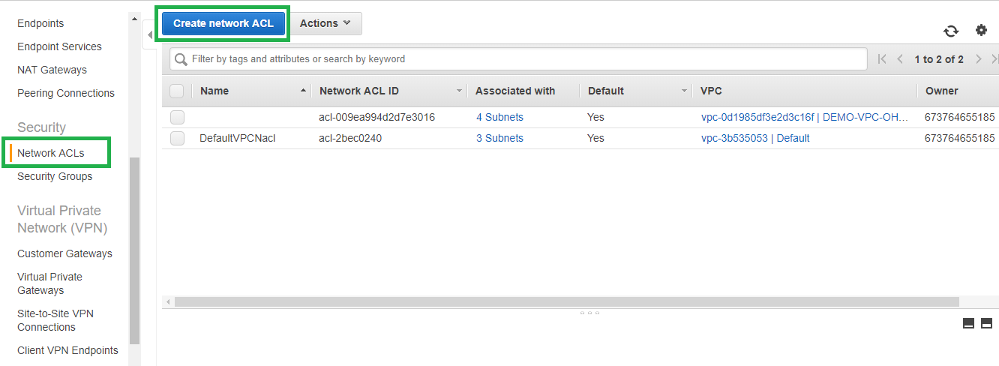 Endpoints
Endpoint Services
NAT Gateways
Peering Connections
Security
Network ACLs
Security Groups
Virtual Private
Network (VPN)
Customer Gateways
Virtual Private
Gateways
Site-to-Site VPN
Connections
Client VPN Endpoints
Create network ACL Actions
Filter by tags and attributes or search by keyword 1 to 2 of 2
Name Network ACL ID Associated with Default VPC Owner
acl-009ea994d2d7e3016 4 Subnets Yes vpc-0d1985df3e2d3c16f | DEMO-VPC-OH... 673764655185
DefaultVPCNacl acl-2bec0240 3 Subnets Yes vpc-3b535053 | Default 673764655185